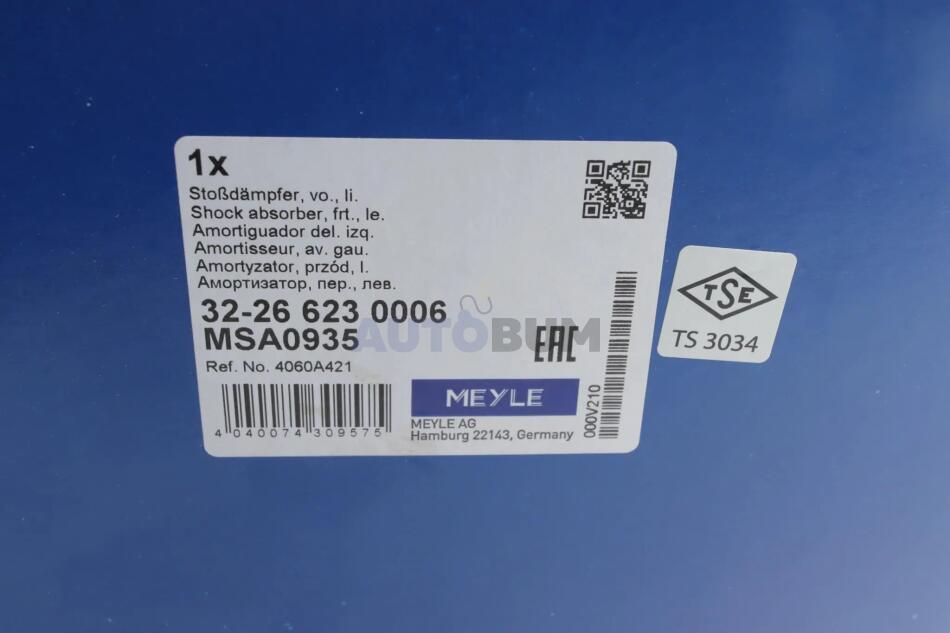 1x
Stoßdämpfer, vo., li.
Shock absorber, frt., le.
Amortiguador del. izq.
Amortisseur, av. gau.
Amortyzator, przód, l.
Амортизатор, пер., лев.
32-26 623 0006
MSA0935
AUTOBUM
EAC
Ref. No. 4060A421
4 040074 309575
MEYLE
MEYLE AG
Hamburg 22143, Germany
000V210
TSE
TS 3034